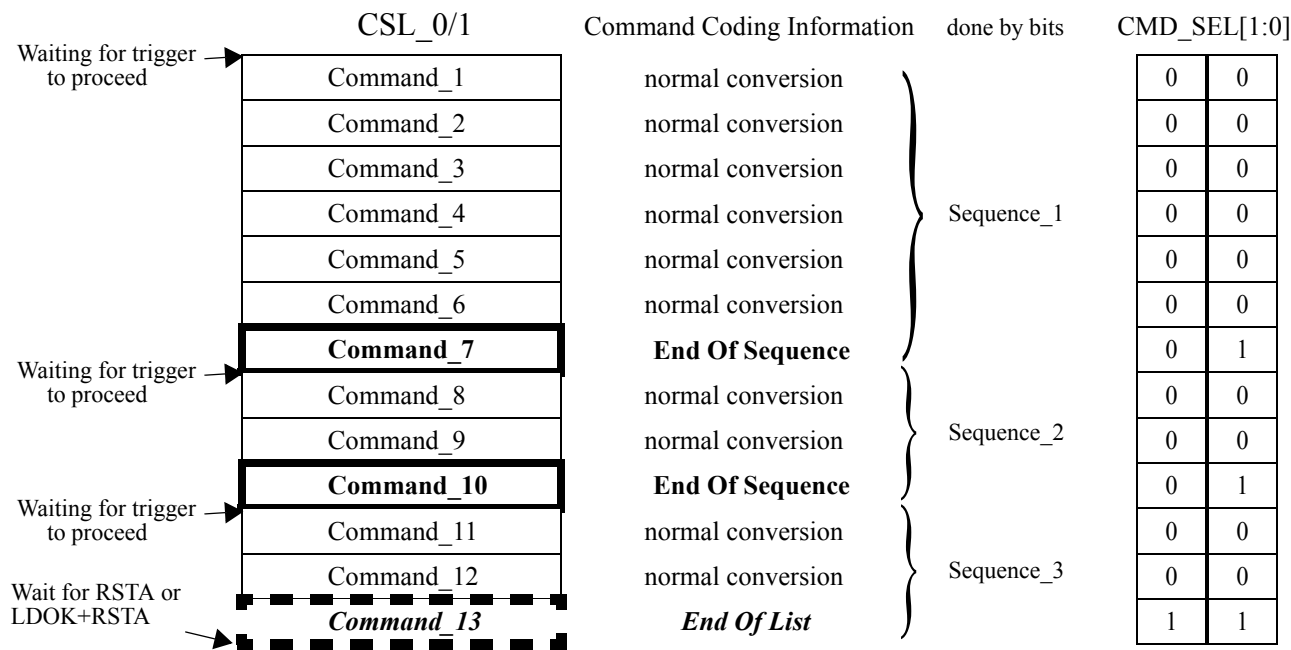 CSL_0/1 Command Coding Information done by bits CMD_SEL[1:0]
Waiting for trigger
to proceed
Command_1 normal conversion 0 0
Command_2 normal conversion 0 0
Command_3 normal conversion 0 0
Command_4 normal conversion Sequence_1 0 0
Command_5 normal conversion 0 0
Command_6 normal conversion 0 0
Command_7 End Of Sequence 0 1
Waiting for trigger
to proceed
Command_8 normal conversion 0 0
Command_9 normal conversion Sequence_2 0 0
Command_10 End Of Sequence 0 1
Waiting for trigger
to proceed
Command_11 normal conversion 0 0
Command_12 normal conversion Sequence_3 0 0
Wait for RSTA or
LDOK+RSTA
Command_13 End Of List 1 1